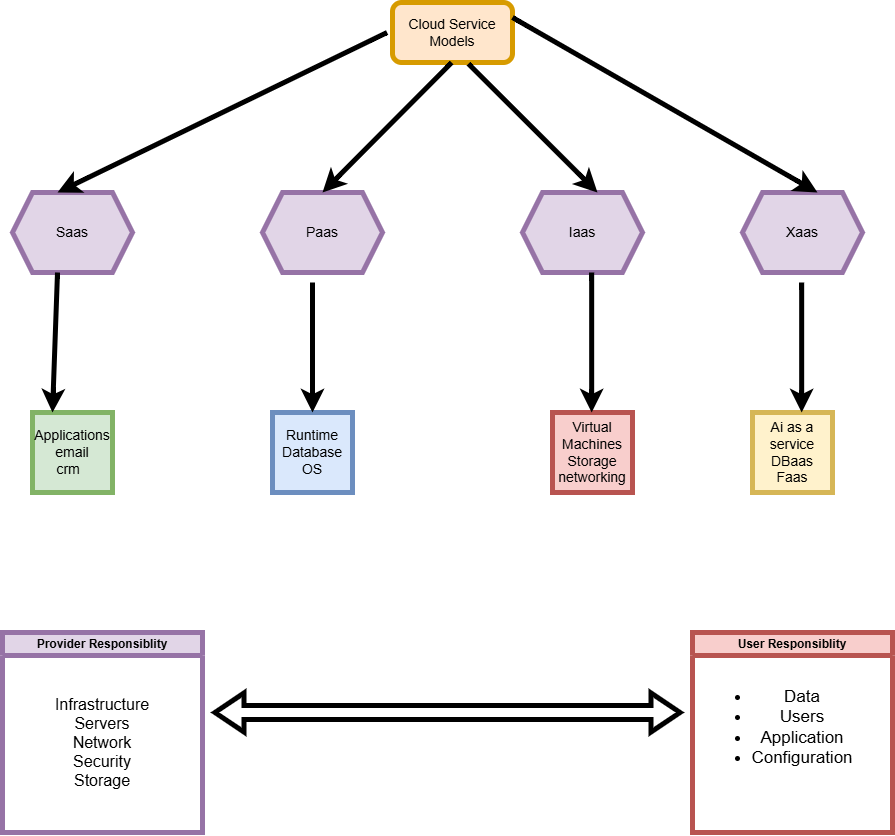 Cloud Service
Models
Saas
Paas
Iaas
Xaas
Applications
email
crm
Runtime
Database
OS
Virtual
Machines
Storage
networking
Ai as a
service
DBaas
Faas
Provider Responsiblity
Infrastructure
Servers
Network
Security
Storage
User Responsiblity
• Data
• Users
• Application
• Configuration